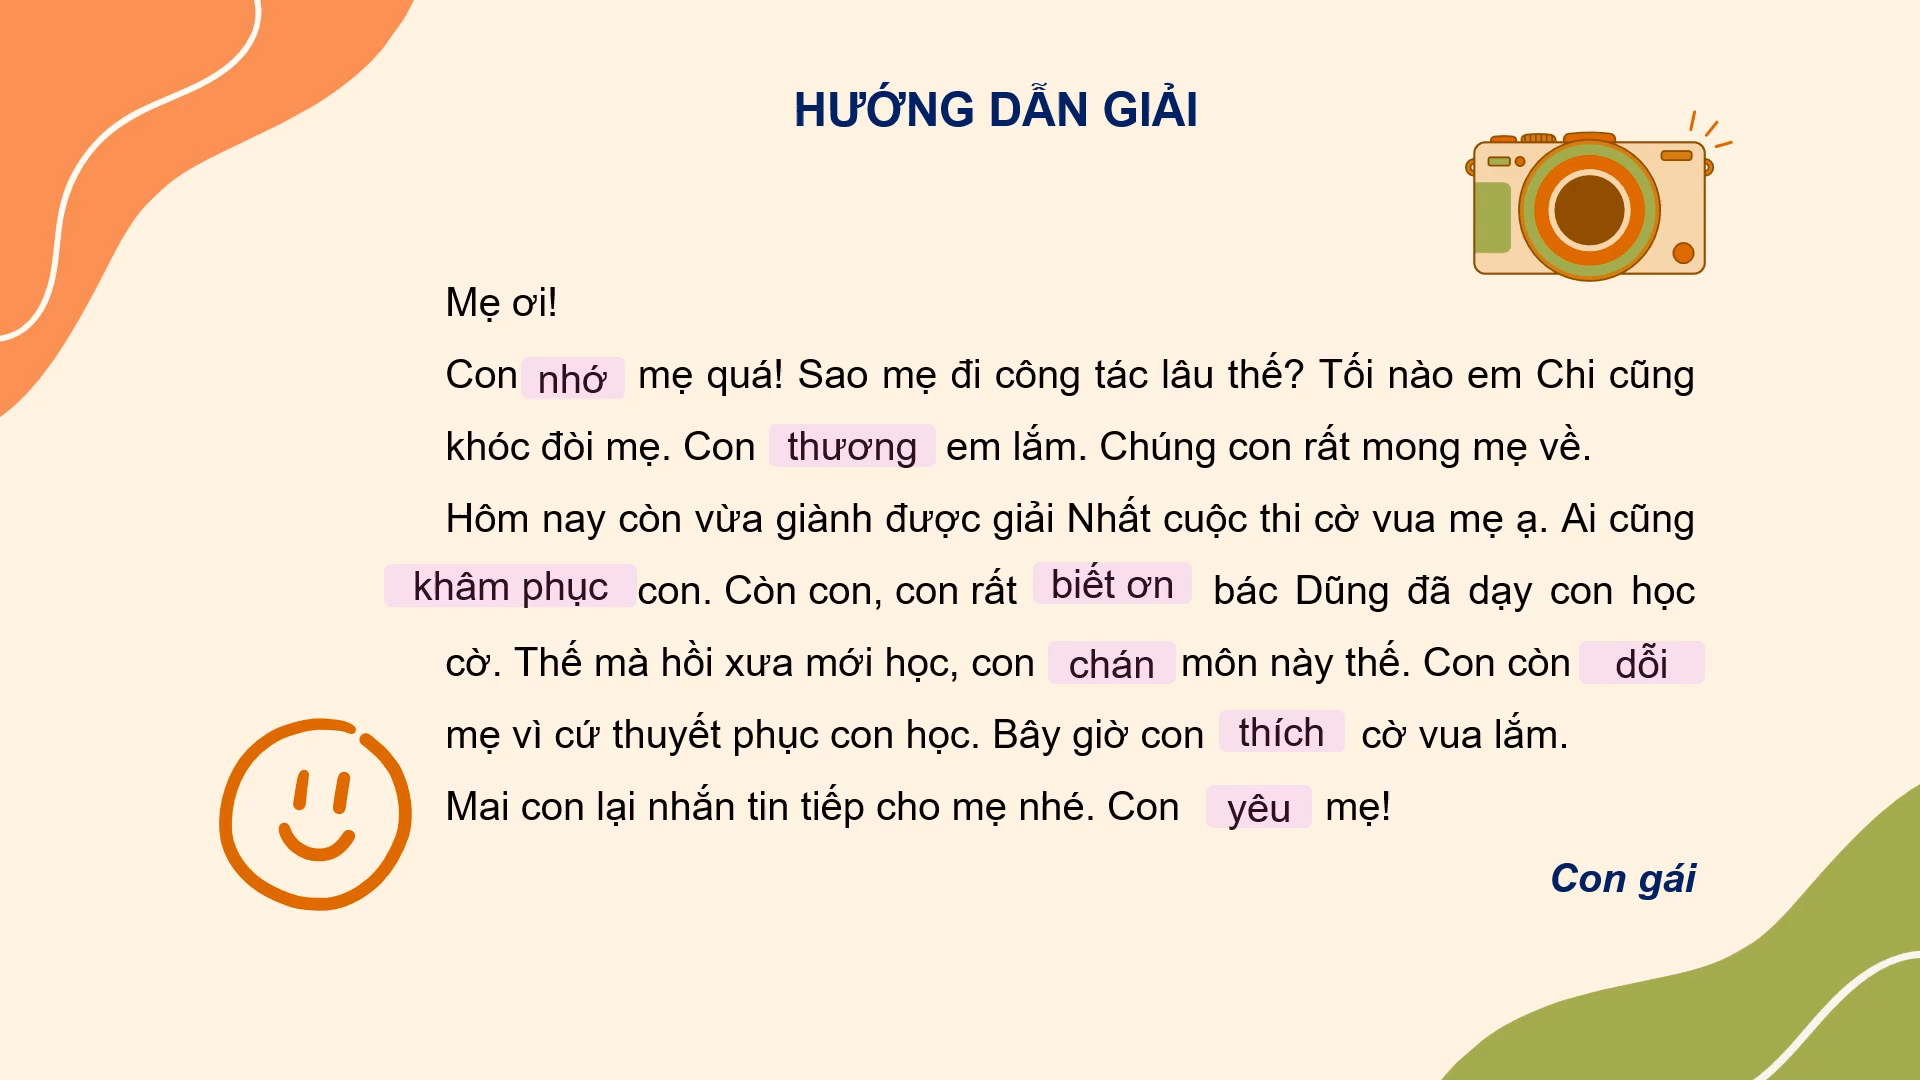 HƯỚNG DẪN GIẢI
Mẹ ơi!
Con nhớ mẹ quá! Sao mẹ đi công tác lâu thế? Tối nào em Chi cũng
khóc đòi mẹ. Con thương em lắm. Chúng con rất mong mẹ về.
Hôm nay còn vừa giành được giải Nhất cuộc thi cờ vua mẹ ạ. Ai cũng
khâm phục con. Còn con, con rất biết ơn bác Dũng đã dạy con học
cờ. Thế mà hồi xưa mới học, con chán môn này thế. Con còn dỗi
mẹ vì cứ thuyết phục con học. Bây giờ con thích cờ vua lắm.
Mai con lại nhắn tin tiếp cho mẹ nhé. Con yêu mẹ!
Con gái